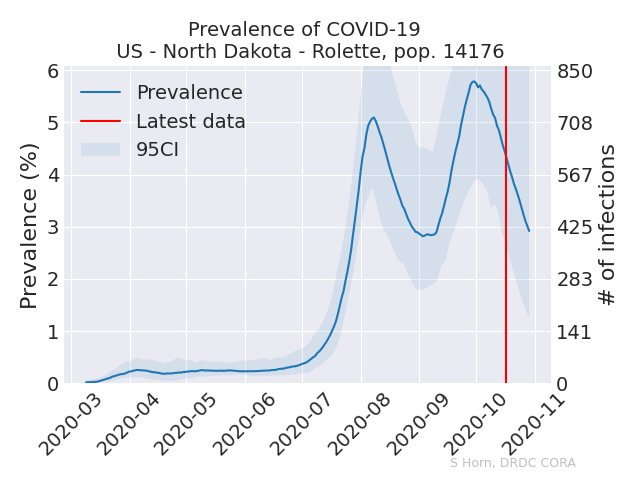 Prevalence of COVID-19
US - North Dakota - Rolette, pop. 14176
Prevalence
Latest data
95CI
Prevalence (%)
6
5
4
3
2
1
0
850
708
567
425
283
141
0
# of infections
2020-03
2020-04
2020-05
2020-06
2020-07
2020-08
2020-09
2020-10
2020-11
S Horn, DRDC CORA